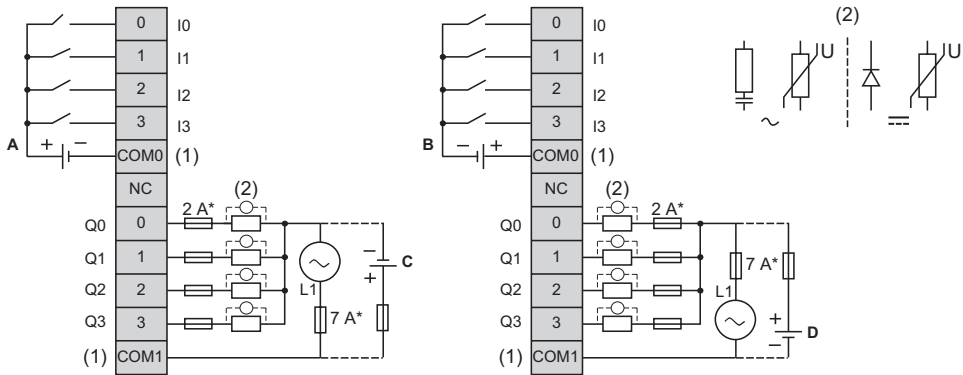 0 I0
1 I1
2 I2
3 I3
A + −
COM0 (1)
NC
(2)
2 A*
Q0 0
Q1 1
Q2 2
Q3 3
− + C
L1
7 A*
(1) COM1
0 I0
1 I1
2 I2
3 I3
B − +
COM0 (1)
NC
(2)
2 A*
Q0 0
Q1 1
Q2 2
Q3 3
7 A*
L1
+ − D
(1) COM1
(2)
U U